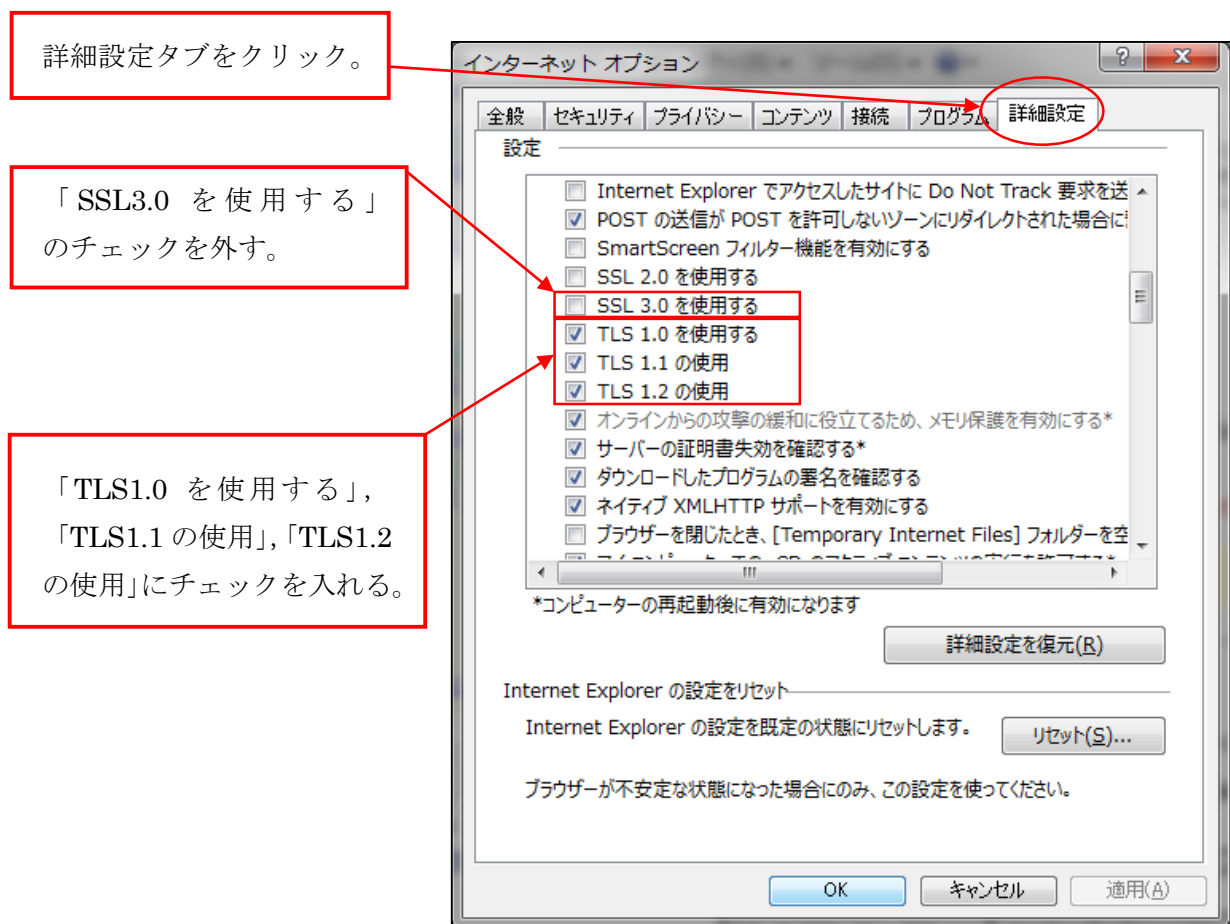 詳細設定タブをクリック。
「SSL3.0 を使用する」
のチェックを外す。
「TLS1.0 を使用する」,
「TLS1.1 の使用」,「TLS1.2
の使用」にチェックを入れる。
インターネット オプション
全般 セキュリティ プライバシー コンテンツ 接続 プログラム 詳細設定
設定
Internet Explorer でアクセスしたサイトに Do Not Track 要求を送
POST の送信が POST を許可しないゾーンにリダイレクトされた場合に
SmartScreen フィルター機能を有効にする
SSL 2.0 を使用する
SSL 3.0 を使用する
TLS 1.0 を使用する
TLS 1.1 の使用
TLS 1.2 の使用
オンラインからの攻撃の緩和に役立てるため、メモリ保護を有効にする*
サーバーの証明書失効を確認する*
ダウンロードしたプログラムの署名を確認する
ネイティブ XMLHTTP サポートを有効にする
ブラウザーを閉じたとき、[Temporary Internet Files] フォルダーを空
*コンピューターの再起動後に有効になります
詳細設定を復元(R)
Internet Explorer の設定をリセット
Internet Explorer の設定を既定の状態にリセットします。
リセット(S)...
ブラウザーが不安定な状態になった場合にのみ、この設定を使ってください。
OK キャンセル 適用(A)